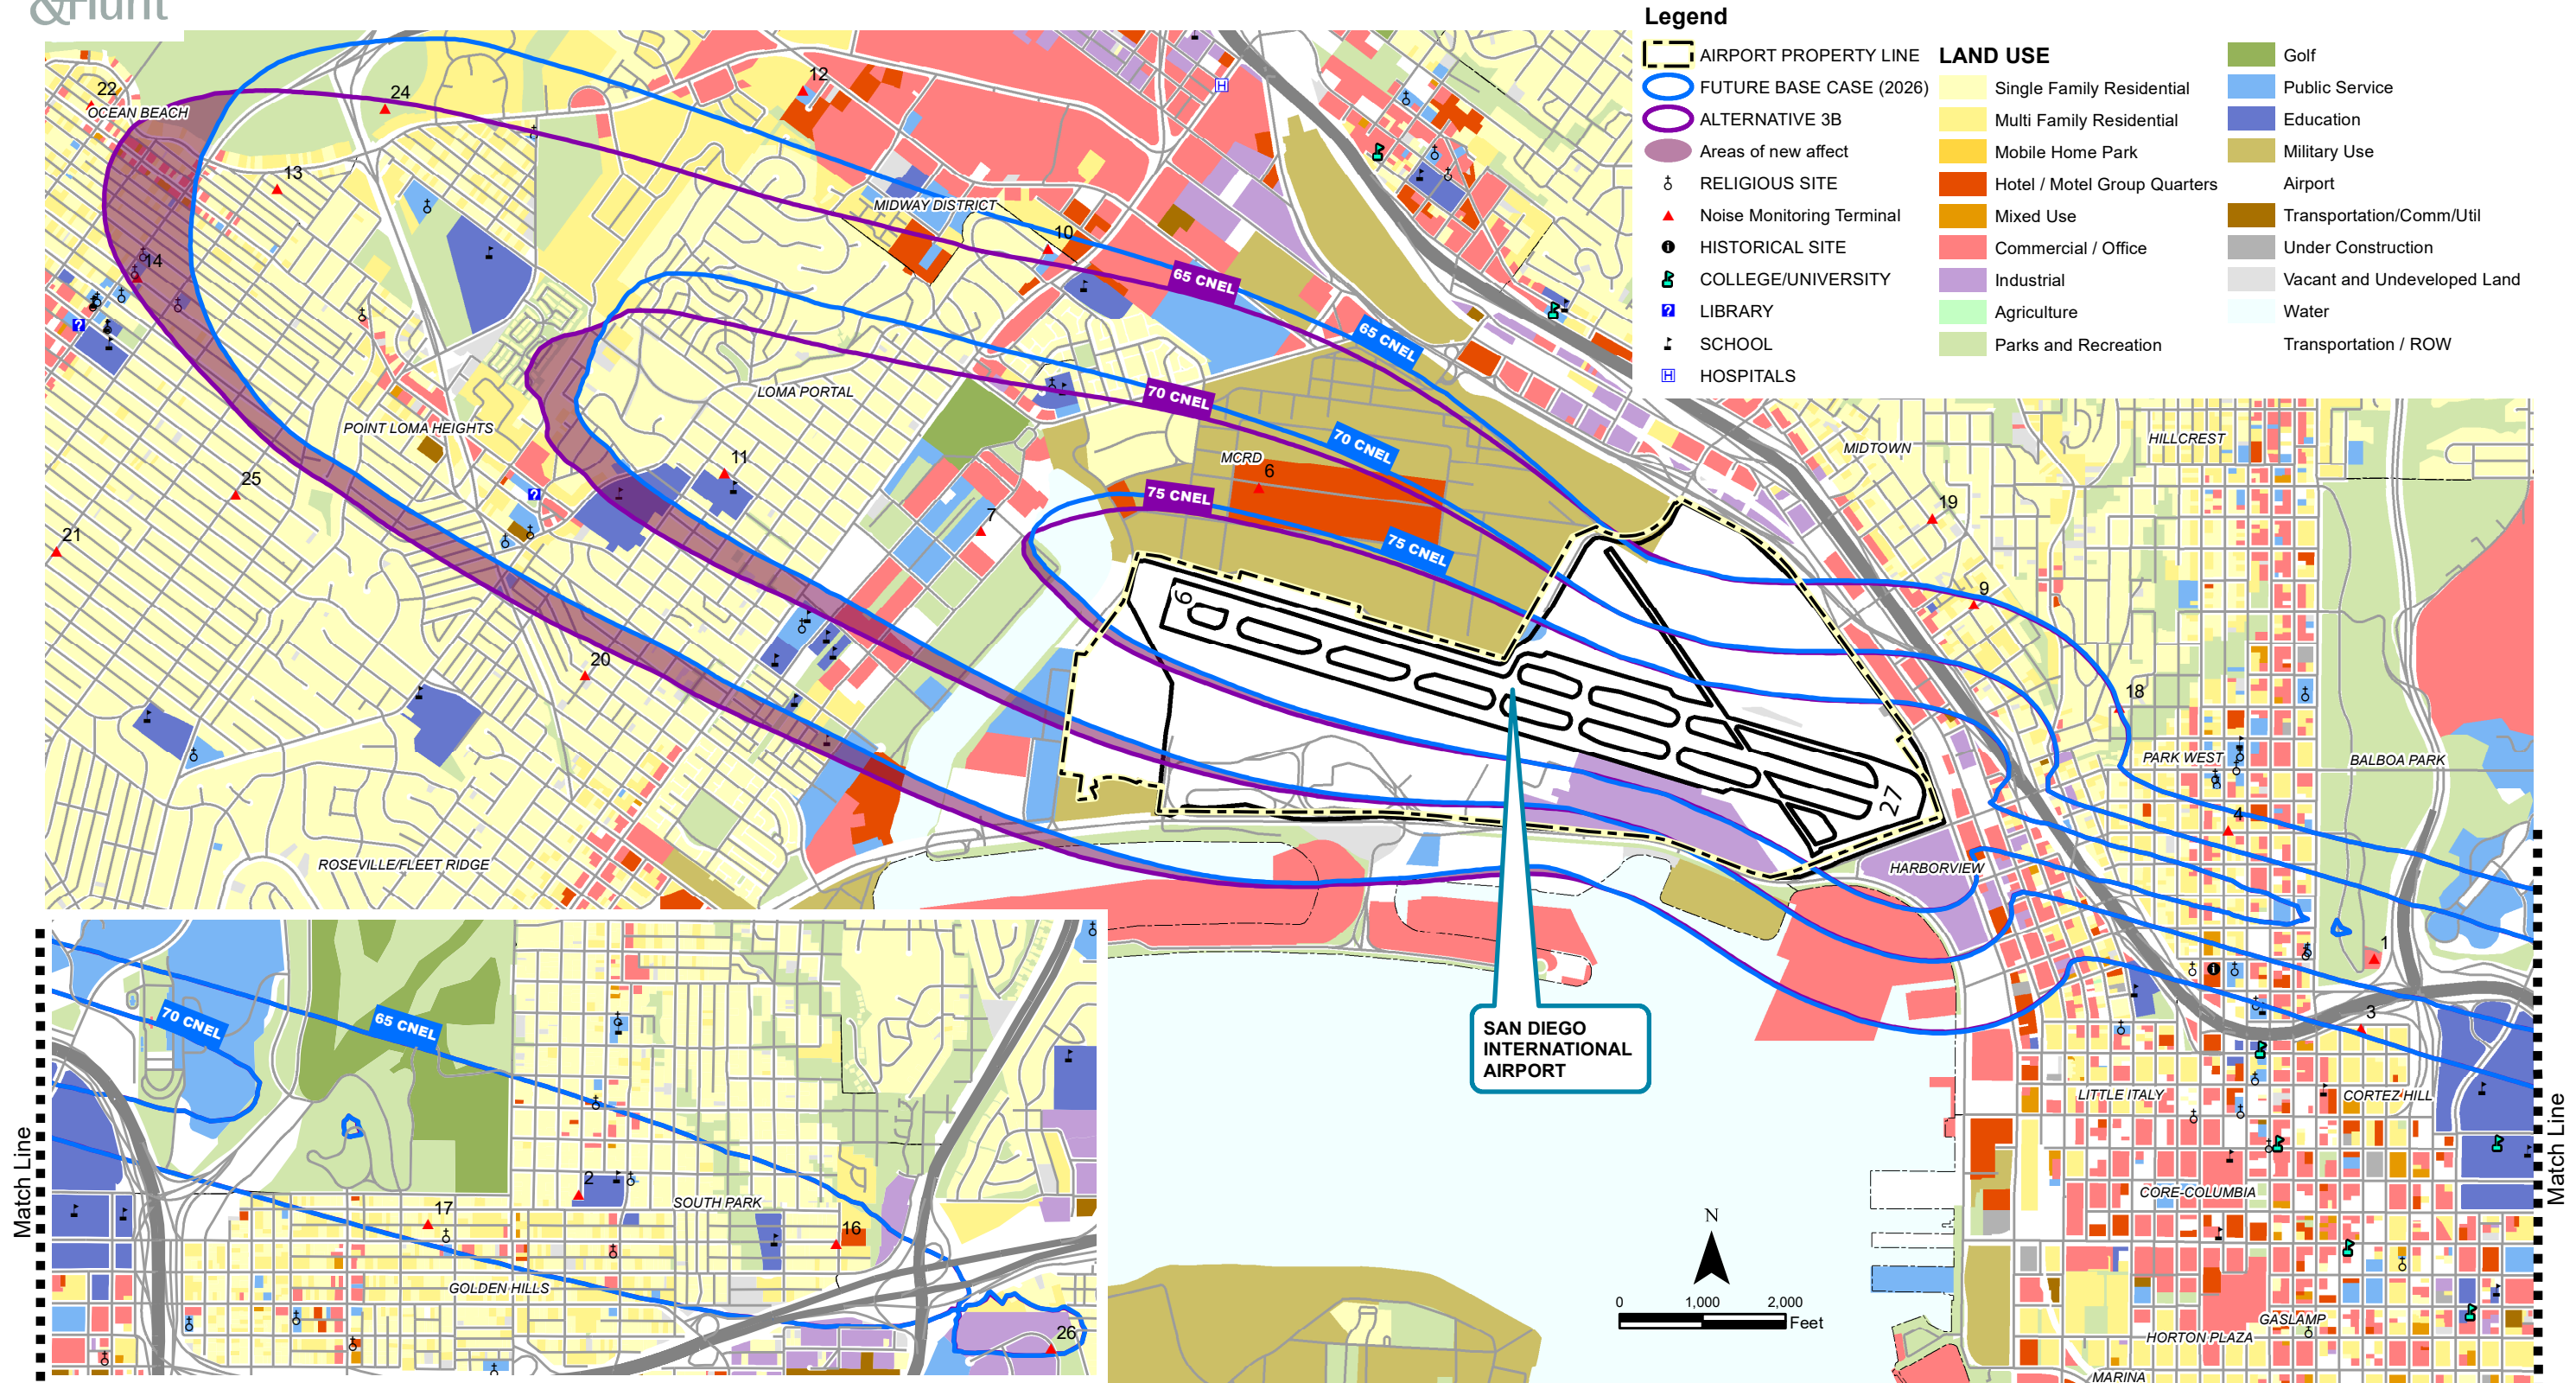 &Hunt
Legend
AIRPORT PROPERTY LINE
FUTURE BASE CASE (2026)
ALTERNATIVE 3B
Areas of new affect
RELIGIOUS SITE
Noise Monitoring Terminal
HISTORICAL SITE
COLLEGE/UNIVERSITY
LIBRARY
SCHOOL
HOSPITALS
LAND USE
Single Family Residential
Multi Family Residential
Mobile Home Park
Hotel / Motel Group Quarters
Mixed Use
Commercial / Office
Industrial
Agriculture
Parks and Recreation
Golf
Public Service
Education
Military Use
Airport
Transportation/Comm/Util
Under Construction
Vacant and Undeveloped Land
Water
Transportation / ROW
22
OCEAN BEACH
24
12
13
MIDWAY DISTRICT
10
14
65 CNEL
65 CNEL
LOMA PORTAL
70 CNEL
POINT LOMA HEIGHTS
70 CNEL
MCRD
6
11
25
75 CNEL
7
75 CNEL
21
MIDTOWN
HILLCREST
19
9
9
20
18
PARK WEST
BALBOA PARK
27
4
ROSEVILLE/FLEET RIDGE
HARBORVIEW
1
3
SAN DIEGO
INTERNATIONAL
AIRPORT
LITTLE ITALY
CORTEZ HILL
CORE-COLUMBIA
GASLAMP
HORTON PLAZA
MARINA
N
0 1,000 2,000
Feet
Match Line
Match Line
70 CNEL
65 CNEL
2
SOUTH PARK
17
16
GOLDEN HILLS
26